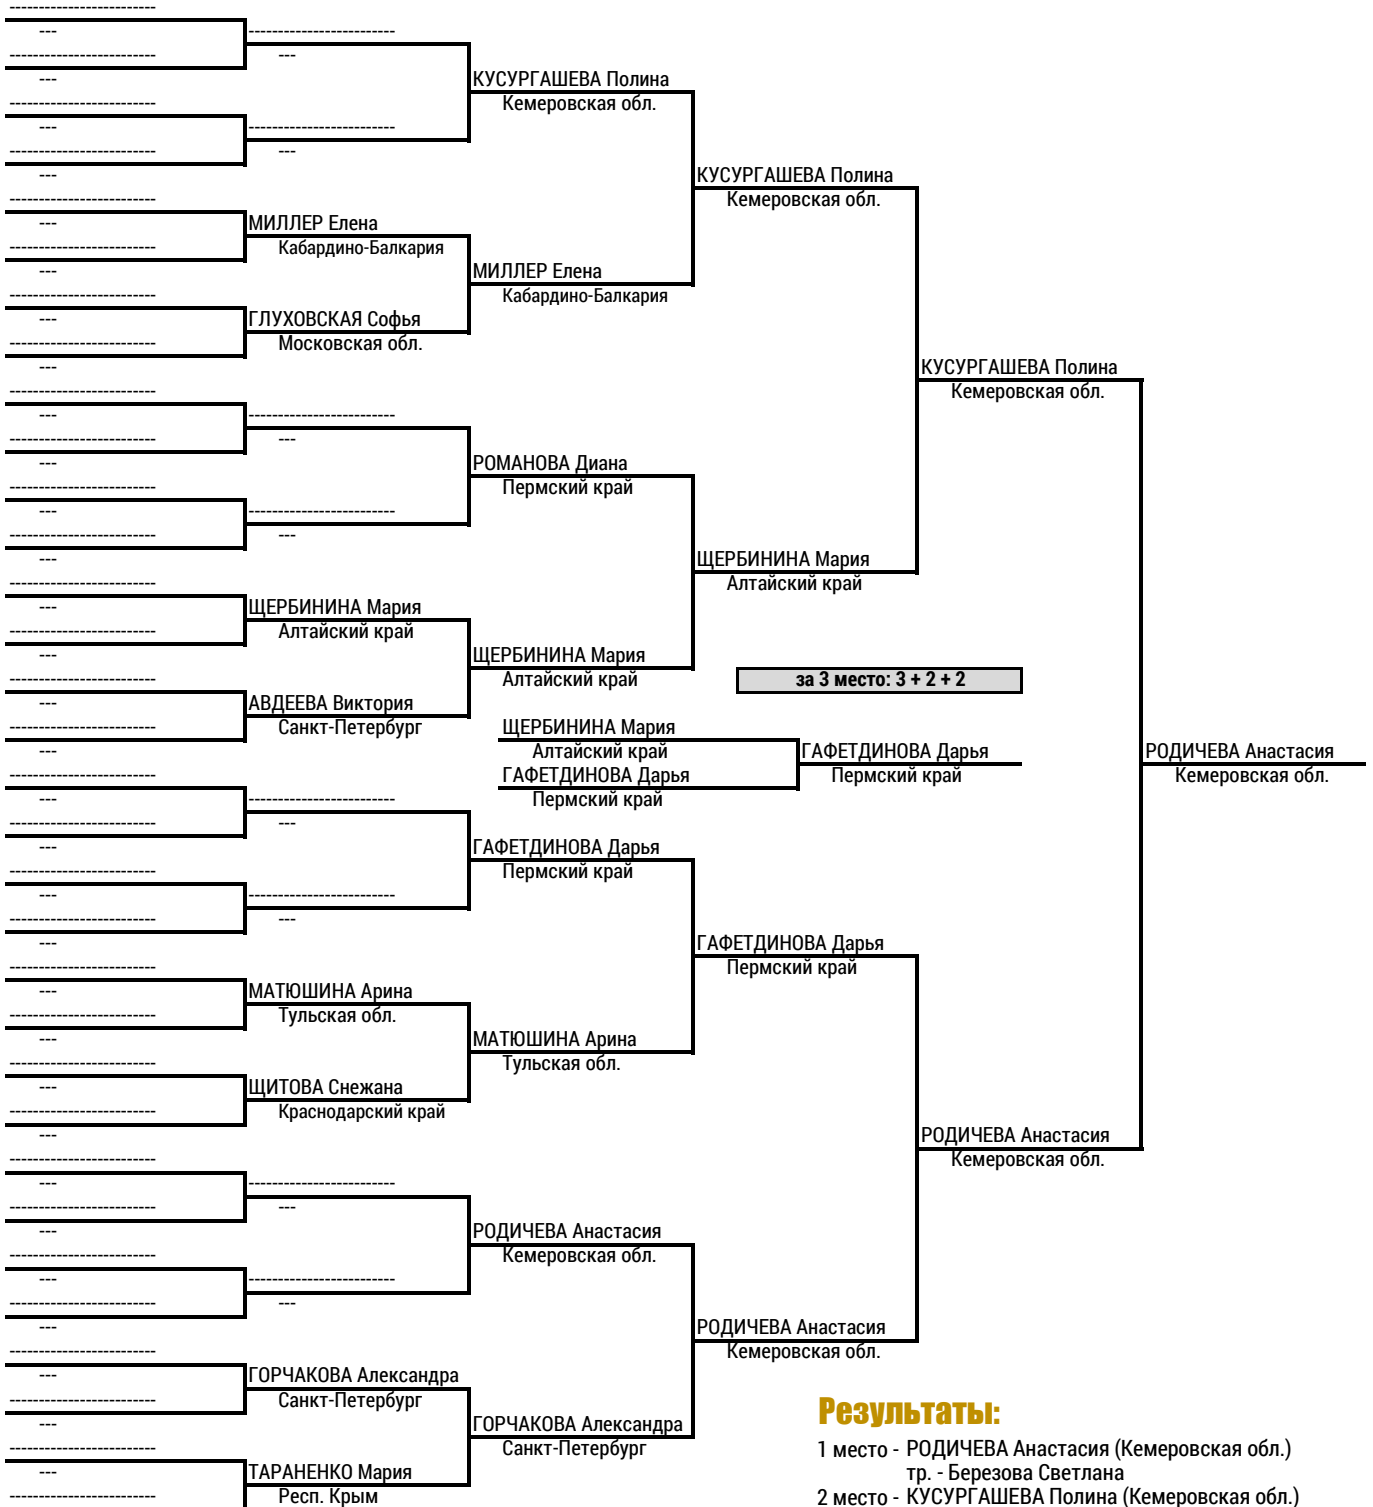 КУСУРГАШЕВА Полина
Кемеровская обл.
КУСУРГАШЕВА Полина
Кемеровская обл.
МИЛЛЕР Елена
Кабардино-Балкария
МИЛЛЕР Елена
Кабардино-Балкария
ГЛУХОВСКАЯ Софья
Московская обл.
КУСУРГАШЕВА Полина
Кемеровская обл.
РОМАНОВА Диана
Пермский край
ЩЕРБИНИНА Мария
Алтайский край
ЩЕРБИНИНА Мария
Алтайский край
ЩЕРБИНИНА Мария
Алтайский край
за 3 место: 3 + 2 + 2
АВДЕЕВА Виктория
Санкт-Петербург
ЩЕРБИНИНА Мария
Алтайский край
ГАФЕТДИНОВА Дарья
Пермский край
ГАФЕТДИНОВА Дарья
Пермский край
РОДИЧЕВА Анастасия
Кемеровская обл.
ГАФЕТДИНОВА Дарья
Пермский край
ГАФЕТДИНОВА Дарья
Пермский край
МАТЮШИНА Арина
Тульская обл.
МАТЮШИНА Арина
Тульская обл.
ЩИТОВА Снежана
Краснодарский край
РОДИЧЕВА Анастасия
Кемеровская обл.
РОДИЧЕВА Анастасия
Кемеровская обл.
РОДИЧЕВА Анастасия
Кемеровская обл.
ГОРЧАКОВА Александра
Санкт-Петербург
ГОРЧАКОВА Александра
Санкт-Петербург
ТАРАНЕНКО Мария
Респ. Крым
Результаты:
1 место - РОДИЧЕВА Анастасия (Кемеровская обл.)
тр. - Березова Светлана
2 место - КУСУРГАШЕВА Полина (Кемеровская обл.)